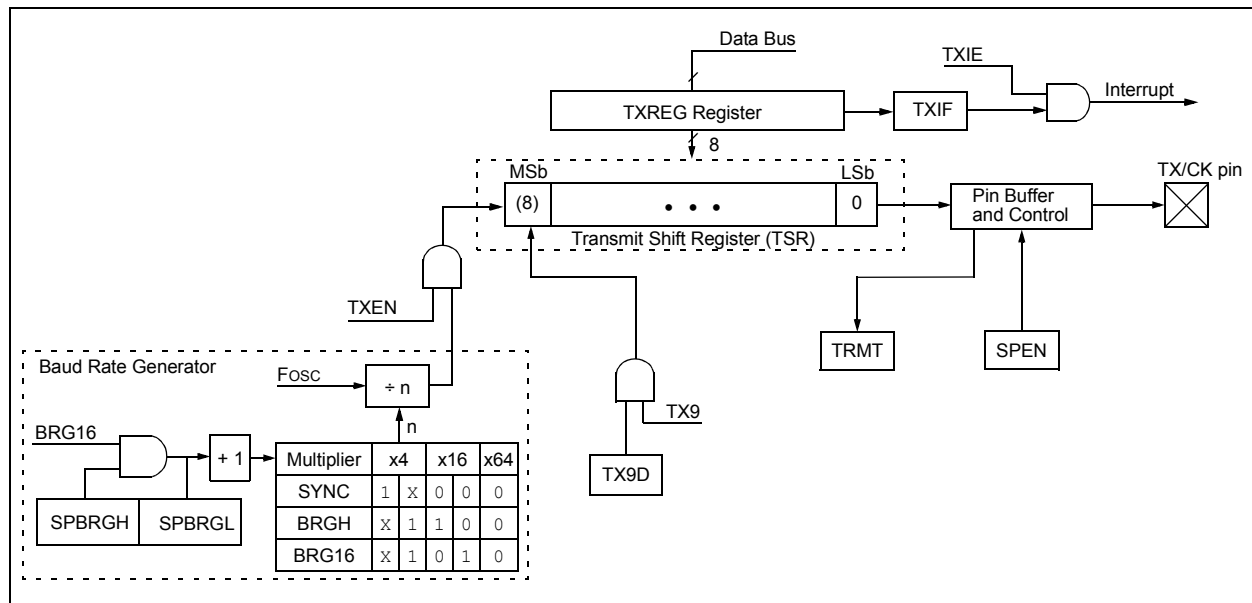 Data Bus
TXIE
Interrupt
TXREG Register
TXIF
8
MSb
LSb
TX/CK pin
(8)
• • •
0
Pin Buffer
and Control
Transmit Shift Register (TSR)
TXEN
TRMT
SPEN
Baud Rate Generator
FOSC
÷ n
TX9
n
BRG16
+ 1
Multiplier x4 x16 x64
TX9D
SYNC 1 X 0 0 0
SPBRGH SPBRGL
BRGH X 1 1 0 0
BRG16 X 1 0 1 0